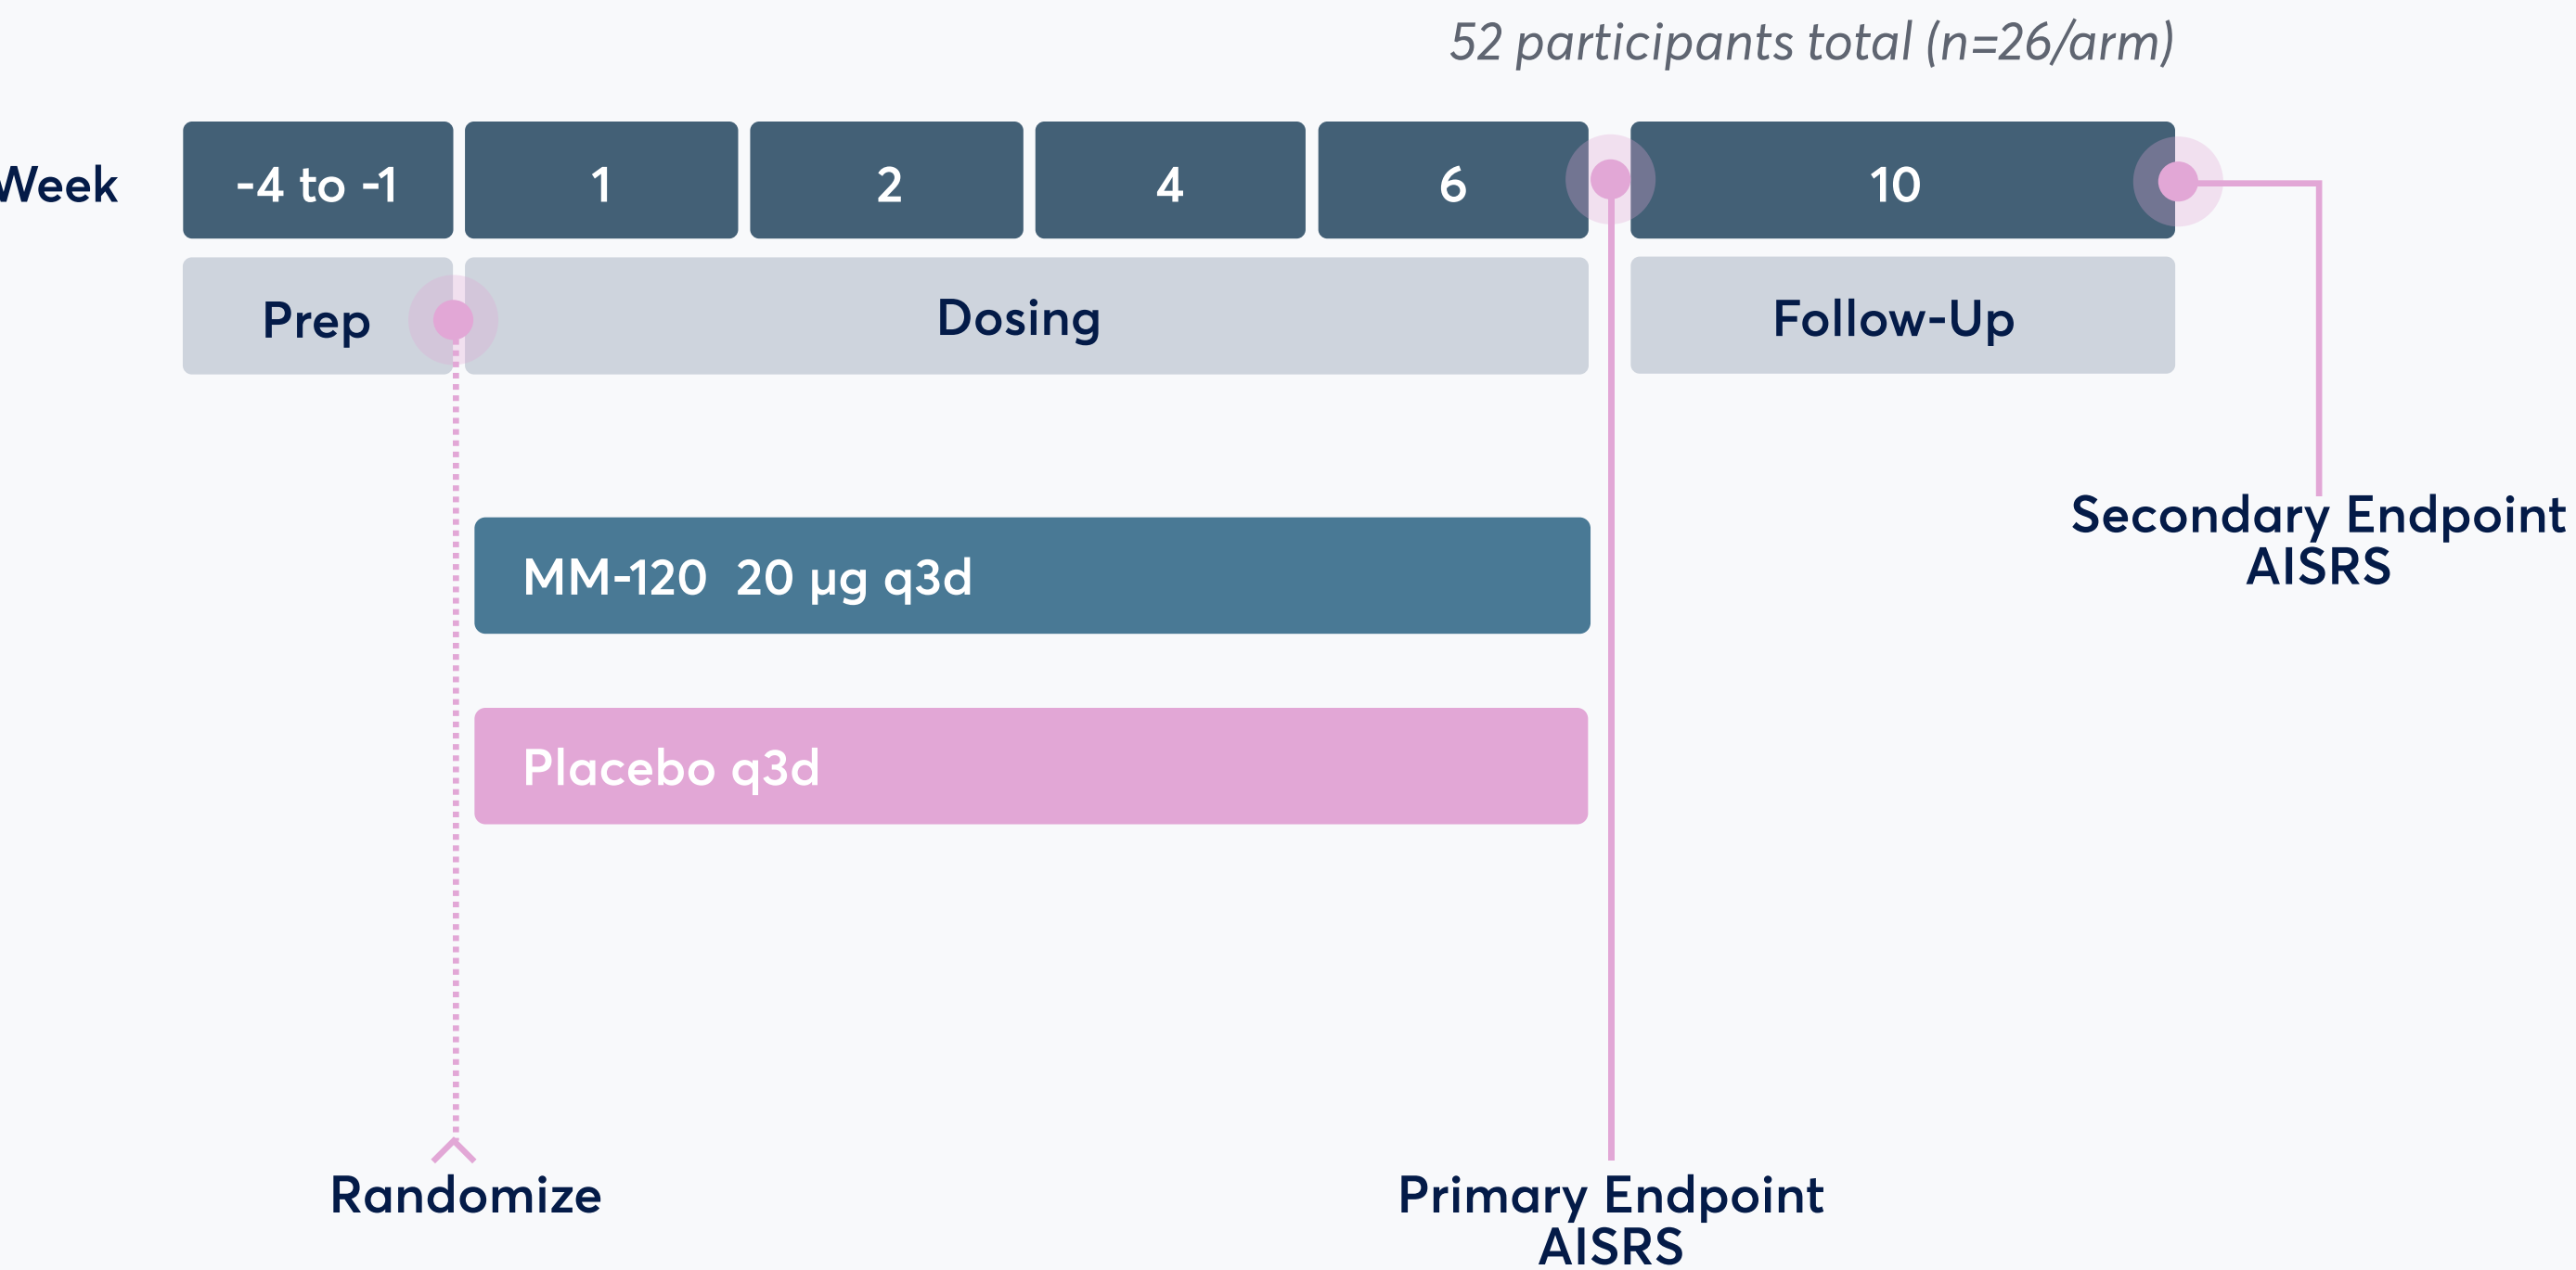 52 participants total (n=26/arm)
Week
-4 to -1
1
2
4
6
10
Prep
Dosing
Follow-Up
MM-120 20 µg q3d
Placebo q3d
Secondary Endpoint
AISRS
Randomize
Primary Endpoint
AISRS